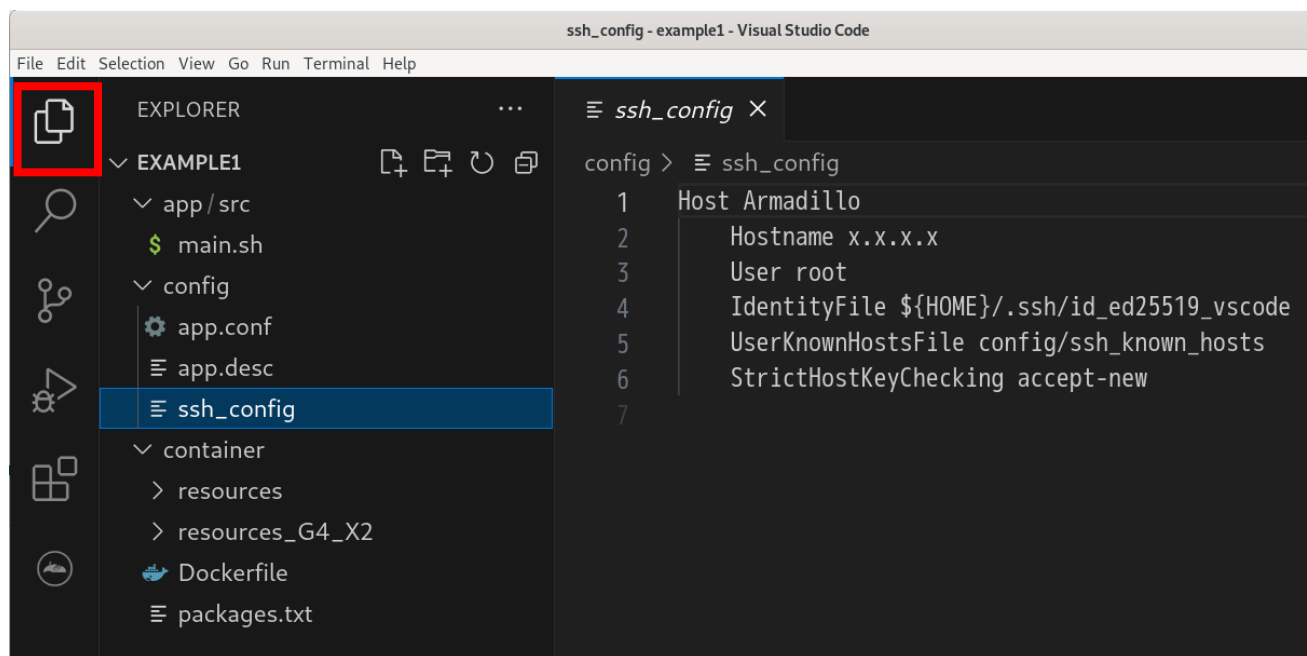 ssh_config - example1 - Visual Studio Code
File Edit Selection View Go Run Terminal Help
EXPLORER
EXAMPLE1
app/src
main.sh
config
app.conf
app.desc
ssh_config
container
resources
resources_G4_X2
Dockerfile
packages.txt
ssh_config
config > ssh_config
1 Host Armadillo
2 Hostname x.x.x.x
3 User root
4 IdentityFile ${HOME}/.ssh/id_ed25519_vscode
5 UserKnownHostsFile config/ssh_known_hosts
6 StrictHostKeyChecking accept-new
7